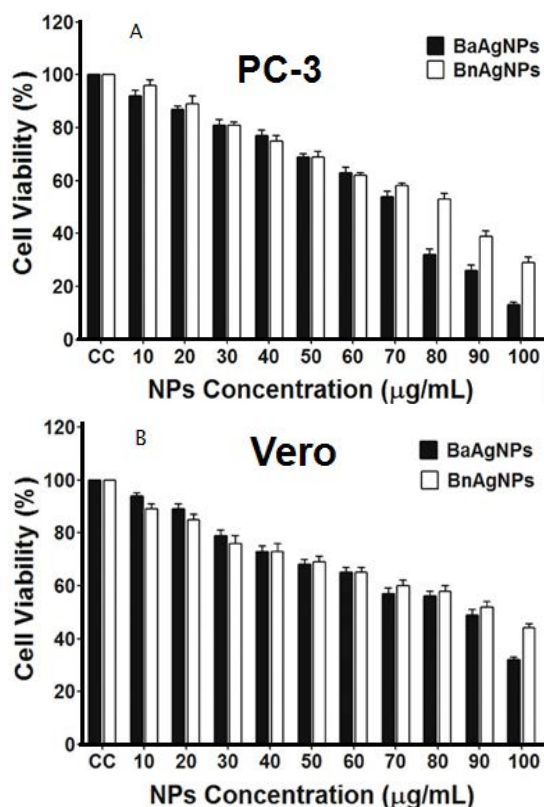 A
PC-3
BaAgNPs
BnAgNPs
Cell Viability (%)
120
100
80
60
40
20
0
CC 10 20 30 40 50 60 70 80 90 100
NPs Concentration (μg/mL)
B
Vero
BaAgNPs
BnAgNPs
Cell Viability (%)
120
100
80
60
40
20
0
CC 10 20 30 40 50 60 70 80 90 100
NPs Concentration (μg/mL)